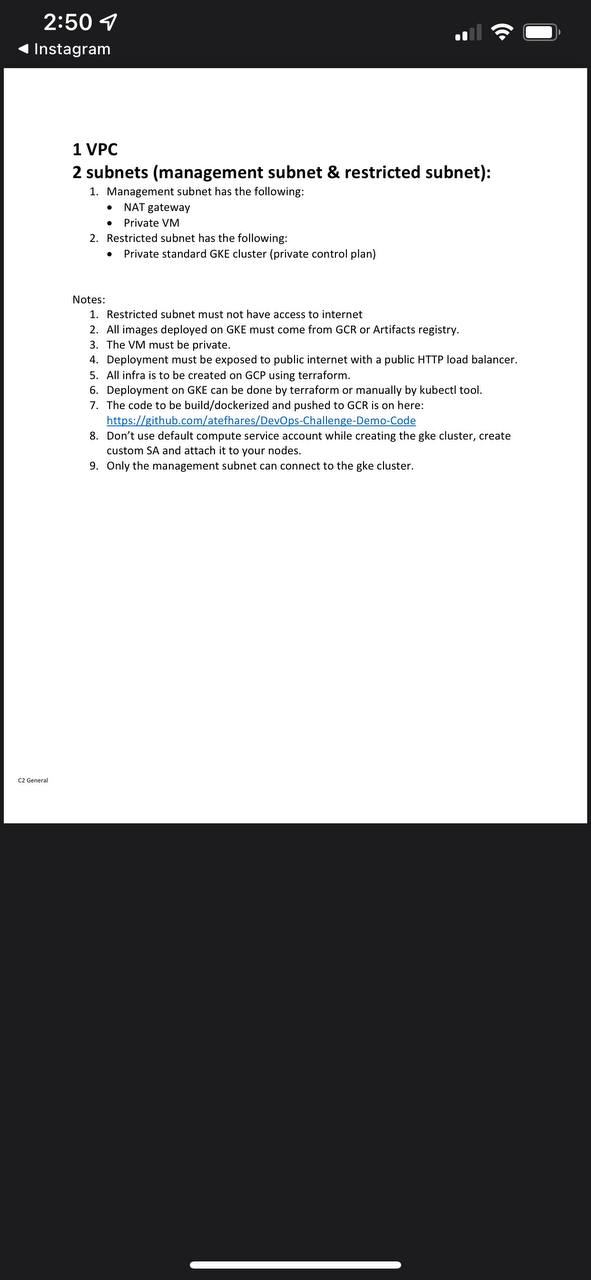 2:50
◀ Instagram
1 VPC
2 subnets (management subnet & restricted subnet):
1. Management subnet has the following:
• NAT gateway
• Private VM
2. Restricted subnet has the following:
• Private standard GKE cluster (private control plan)
Notes:
1. Restricted subnet must not have access to internet
2. All images deployed on GKE must come from GCR or Artifacts registry.
3. The VM must be private.
4. Deployment must be exposed to public internet with a public HTTP load balancer.
5. All infra is to be created on GCP using terraform.
6. Deployment on GKE can be done by terraform or manually by kubectl tool.
7. The code to be build/dockerized and pushed to GCR is on here:
https://github.com/atefhares/DevOps-Challenge-Demo-Code
8. Don't use default compute service account while creating the gke cluster, create
custom SA and attach it to your nodes.
9. Only the management subnet can connect to the gke cluster.
C2 General